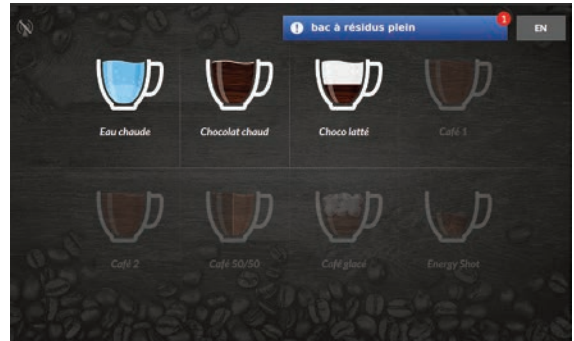 bac à résidus plein
1
EN
Eau chaude
Chocolat chaud
Choco latté
Café 1
Café 2
Café 50/50
Café glacé
Energy Shot